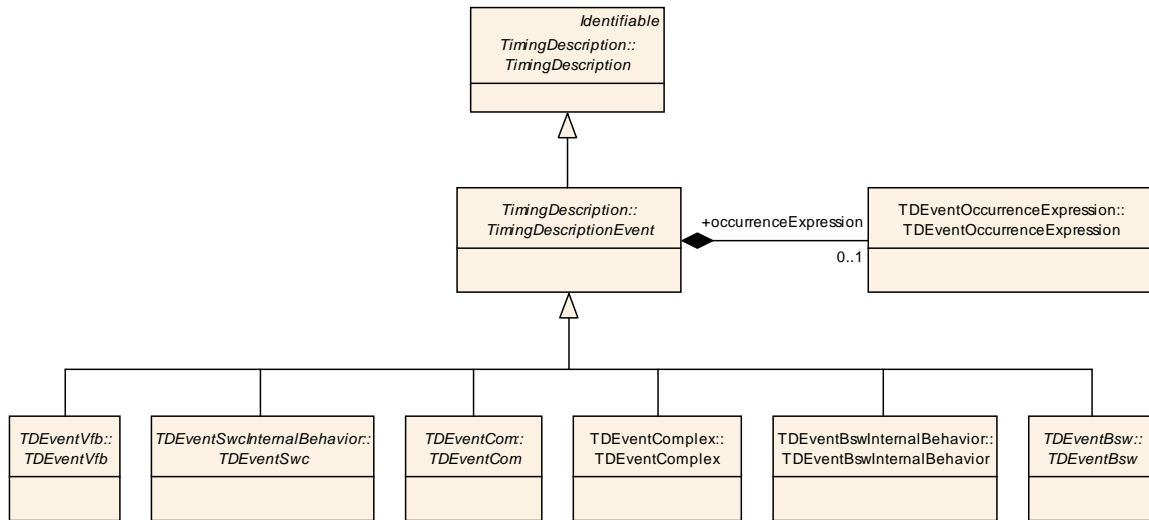 Identifiable
TimingDescription::
TimingDescription
TimingDescription::
TimingDescriptionEvent
+occurrenceExpression
0..1
TDEventOccurrenceExpression::
TDEventOccurrenceExpression
TDEventVfb::
TDEventVfb
TDEventSwcInternalBehavior::
TDEventSwc
TDEventCom::
TDEventCom
TDEventComplex::
TDEventComplex
TDEventBswInternalBehavior::
TDEventBswInternalBehavior
TDEventBsw::
TDEventBsw